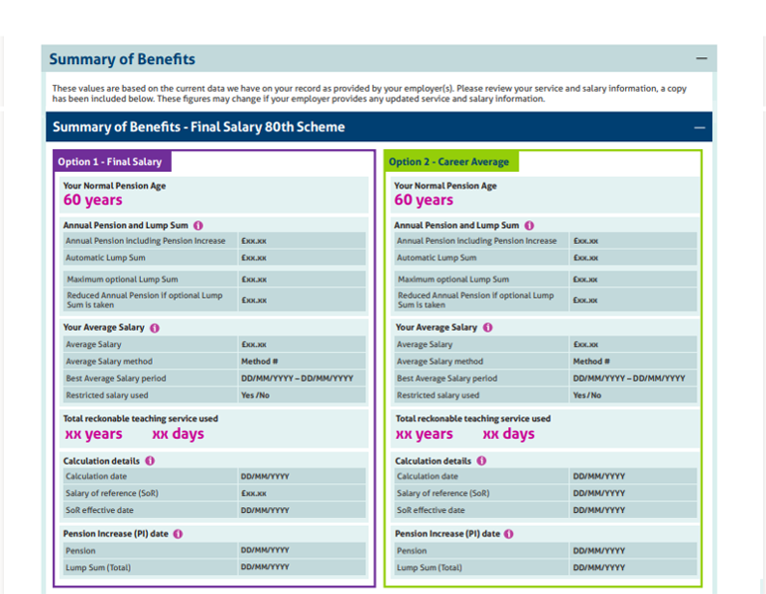 Summary of Benefits
These values are based on the current data we have on your record as provided by your employer(s). Please review your service and salary information, a copy
has been included below. These figures may change if your employer provides any updated service and salary information.
Summary of Benefits - Final Salary 80th Scheme
Option 1 - Final Salary
Your Normal Pension Age
60 years
Annual Pension and Lump Sum
Annual Pension including Pension Increase £xx.xx
Automatic Lump Sum £xx.xx
Maximum optional Lump Sum £xx.xx
Reduced Annual Pension if optional Lump
Sum is taken £xx.xx
Your Average Salary
Average Salary £xx.xx
Average Salary method Method #
Best Average Salary period DD/MM/YYYY – DD/MM/YYYY
Restricted salary used Yes/No
Total reckonable teaching service used
xx years xx days
Calculation details
Calculation date DD/MM/YYYY
Salary of reference (SoR) £xx.xx
SoR effective date DD/MM/YYYY
Pension Increase (PI) date
Pension DD/MM/YYYY
Lump Sum (Total) DD/MM/YYYY
Option 2 - Career Average
Your Normal Pension Age
60 years
Annual Pension and Lump Sum
Annual Pension including Pension Increase £xx.xx
Automatic Lump Sum £xx.xx
Maximum optional Lump Sum £xx.xx
Reduced Annual Pension if optional Lump
Sum is taken £xx.xx
Your Average Salary
Average Salary £xx.xx
Average Salary method Method #
Best Average Salary period DD/MM/YYYY – DD/MM/YYYY
Restricted salary used Yes/No
Total reckonable teaching service used
xx years xx days
Calculation details
Calculation date DD/MM/YYYY
Salary of reference (SoR) DD/MM/YYYY
SoR effective date DD/MM/YYYY
Pension Increase (PI) date
Pension DD/MM/YYYY
Lump Sum (Total) DD/MM/YYYY